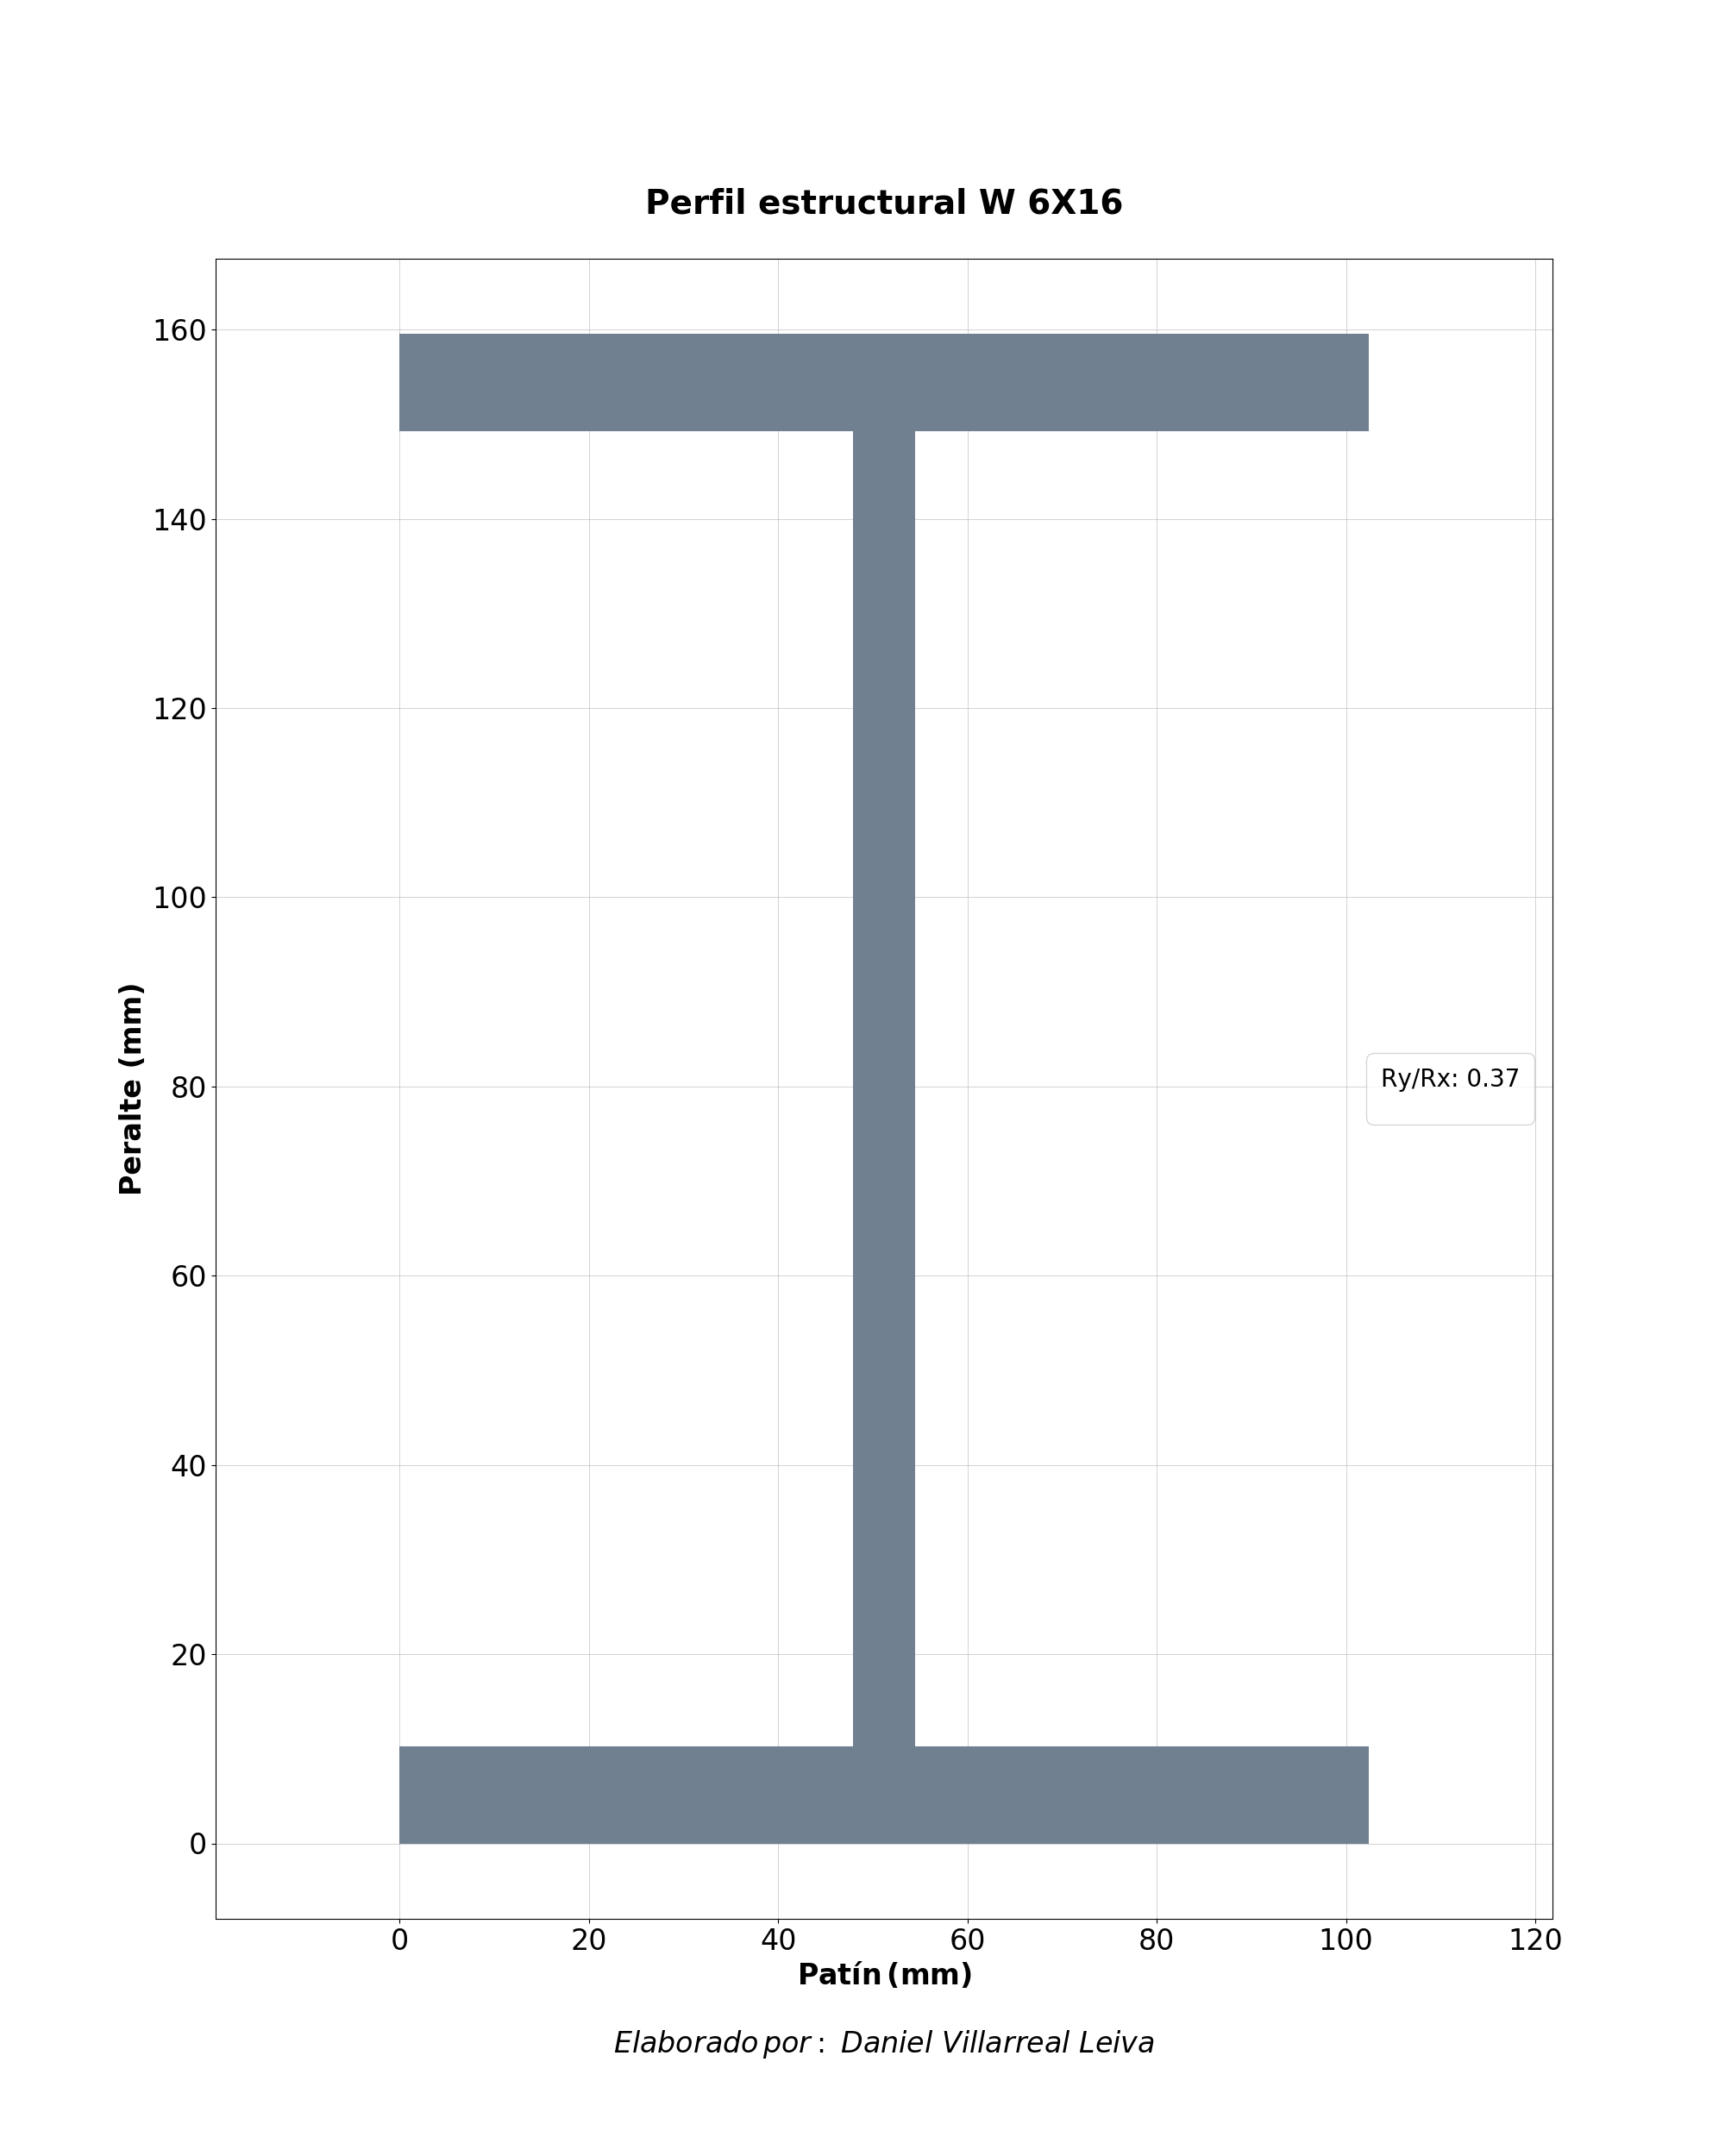 Perfil estructural W 6X16
160
140
120
100
80
60
40
20
0
Peralte (mm)
Ry/Rx: 0.37
0 20 40 60 80 100 120
Patín (mm)
Elaborado por: Daniel Villarreal Leiva